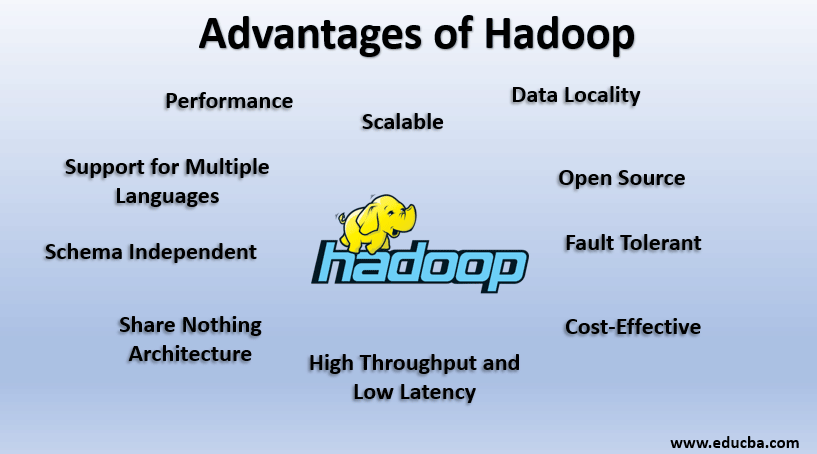 Advantages of Hadoop
Performance
Scalable
Data Locality
Support for Multiple
Languages
Open Source
Schema Independent
hadoop
Fault Tolerant
Share Nothing
Architecture
High Throughput and
Low Latency
Cost-Effective
www.educba.com